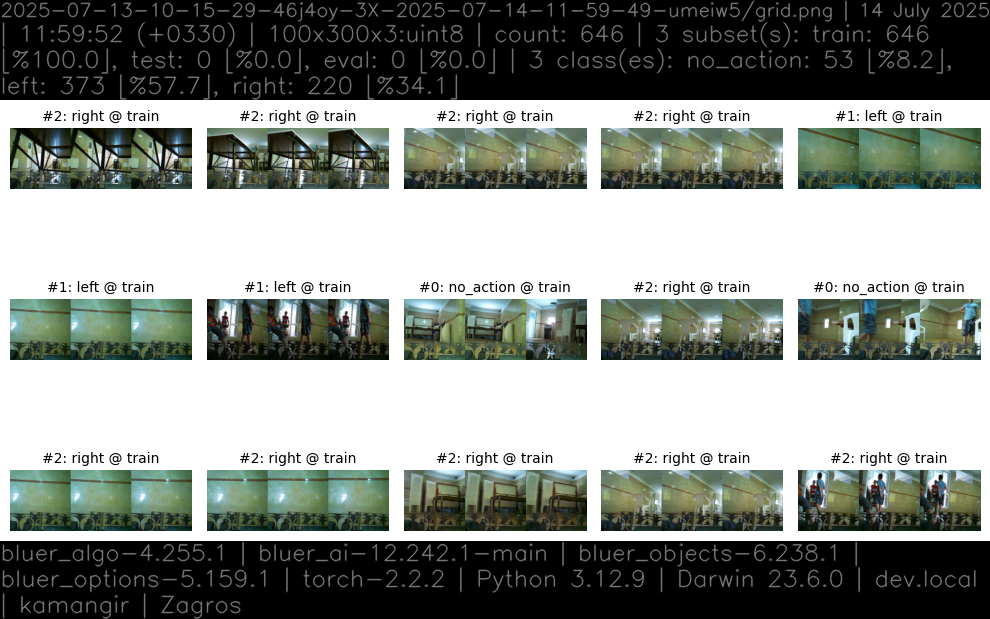 2025-07-13-10-15-29-46j4oy-3X-2025-07-14-11-59-49-umeiw5/grid.png | 14 July 2025
| 11:59:52 (+0330) | 100x300x3:uint8 | count: 646 | 3 subset(s): train: 646
[%100.0], test: 0 [%0.0], eval: 0 [%0.0] | 3 class(es): no_action: 53 [%8.2],
left: 373 [%57.7], right: 220 [%34.1]
#2: right @ train
#2: right @ train
#2: right @ train
#2: right @ train
#1: left @ train
#1: left @ train
#1: left @ train
#0: no_action @ train
#2: right @ train
#0: no_action @ train
#2: right @ train
#2: right @ train
#2: right @ train
#2: right @ train
#2: right @ train
bluer_algo-4.255.1 | bluer_ai-12.242.1-main | bluer_objects-6.238.1 |
bluer_options-5.159.1 | torch-2.2.2 | Python 3.12.9 | Darwin 23.6.0 | dev.local
| kamangir | Zagros